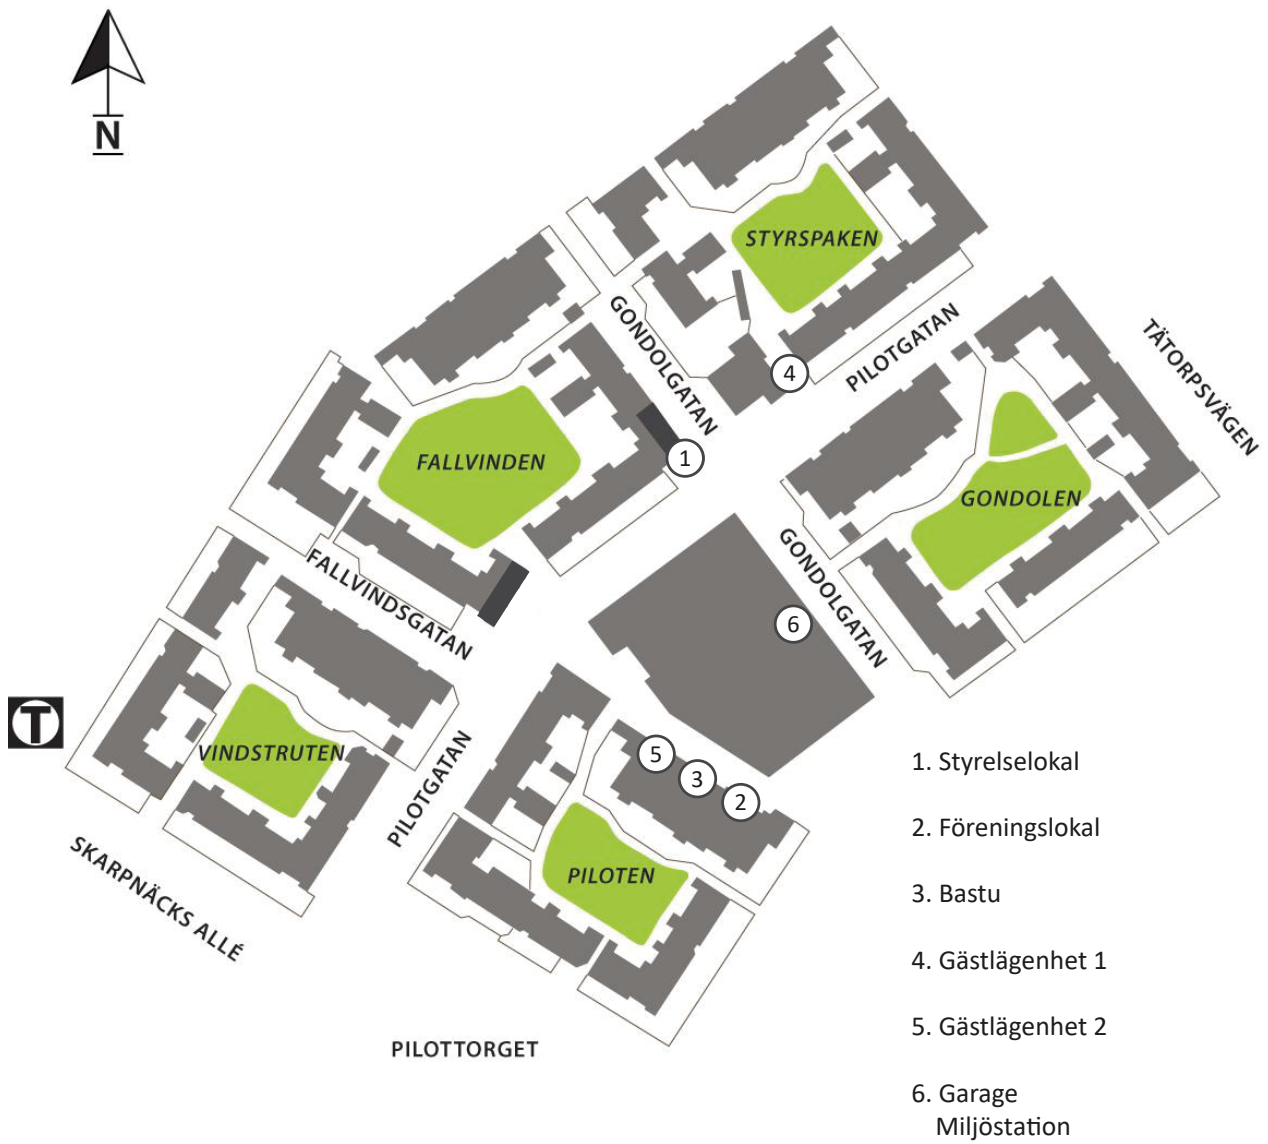 N
STYRSPAKEN
GONDOLGATAN
4
PILOTGATAN
TÄTORPSVÄGEN
FALLVINDEN
1
GONDOLEN
GONDOLGATAN
FALLVINDSGATAN
6
T
VINDSTRUTEN
PILOTGATAN
5
3
2
PILOTEN
SKARPNÄCKS ALLÉ
PILOTTORGET
1. Styrelselokal
2. Föreningslokal
3. Bastu
4. Gästlägenhet 1
5. Gästlägenhet 2
6. Garage
Miljöstation